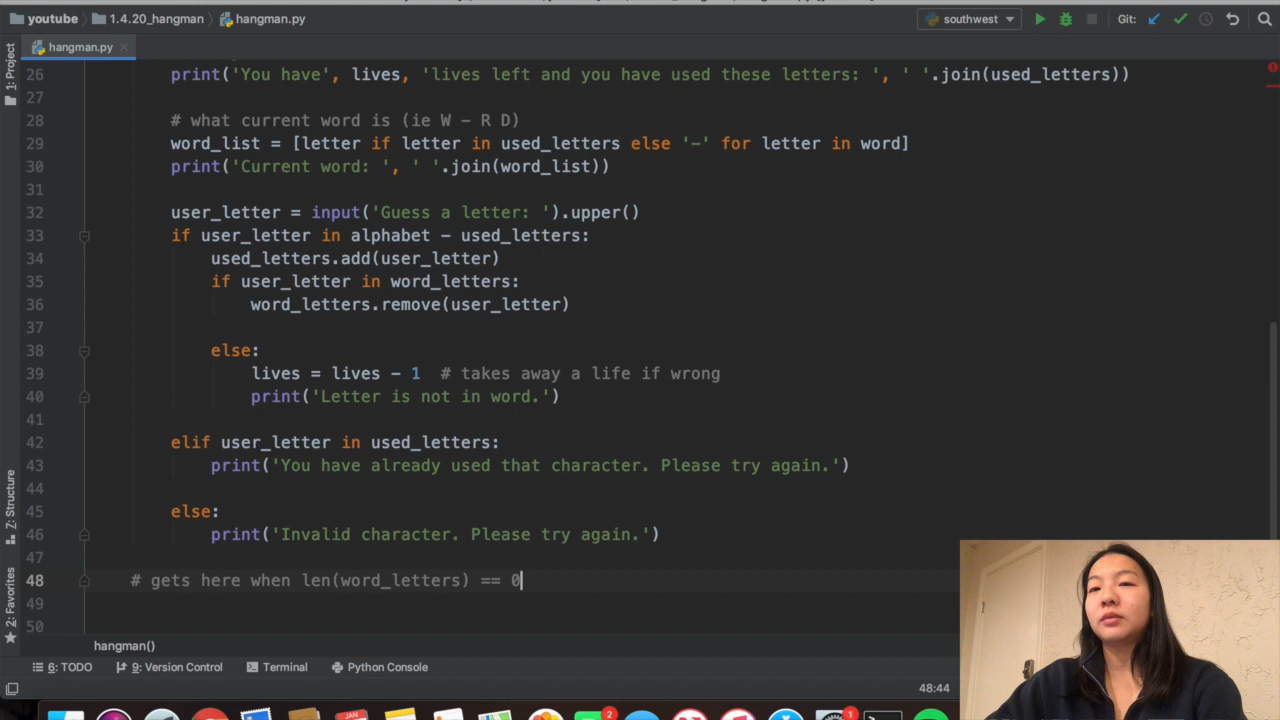 youtube 1.4.20_hangman hangman.py southwest Git:
hangman.py
1: Project
26 print('You have', lives, 'lives left and you have used these letters: ', ' '.join(used_letters))
27
28 # what current word is (ie W - R D)
29 word_list = [letter if letter in used_letters else '-' for letter in word]
30 print('Current word: ', ' '.join(word_list))
31
32 user_letter = input('Guess a letter: ').upper()
33 if user_letter in alphabet - used_letters:
34 used_letters.add(user_letter)
35 if user_letter in word_letters:
36 word_letters.remove(user_letter)
37
38 else:
39 lives = lives - 1 # takes away a life if wrong
40 print('Letter is not in word.')
41
42 elif user_letter in used_letters:
43 print('You have already used that character. Please try again.')
44
45 else:
46 print('Invalid character. Please try again.')
47
48 # gets here when len(word_letters) == 0
49
50
Z: Structure
2: Favorites
hangman()
6: TODO 9: Version Control Terminal Python Console
48:44
JAN 2 1